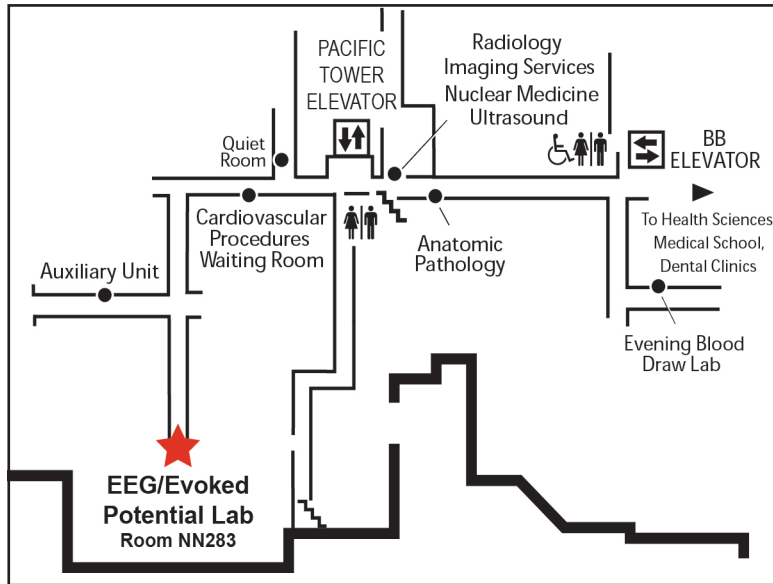 PACIFIC
TOWER
ELEVATOR
Radiology
Imaging Services
Nuclear Medicine
Ultrasound
Quiet
Room
BB
ELEVATOR
Cardiovascular
Procedures
Waiting Room
Anatomic
Pathology
To Health Sciences
Medical School,
Dental Clinics
Auxiliary Unit
Evening Blood
Draw Lab
EEG/Evoked
Potential Lab
Room NN283